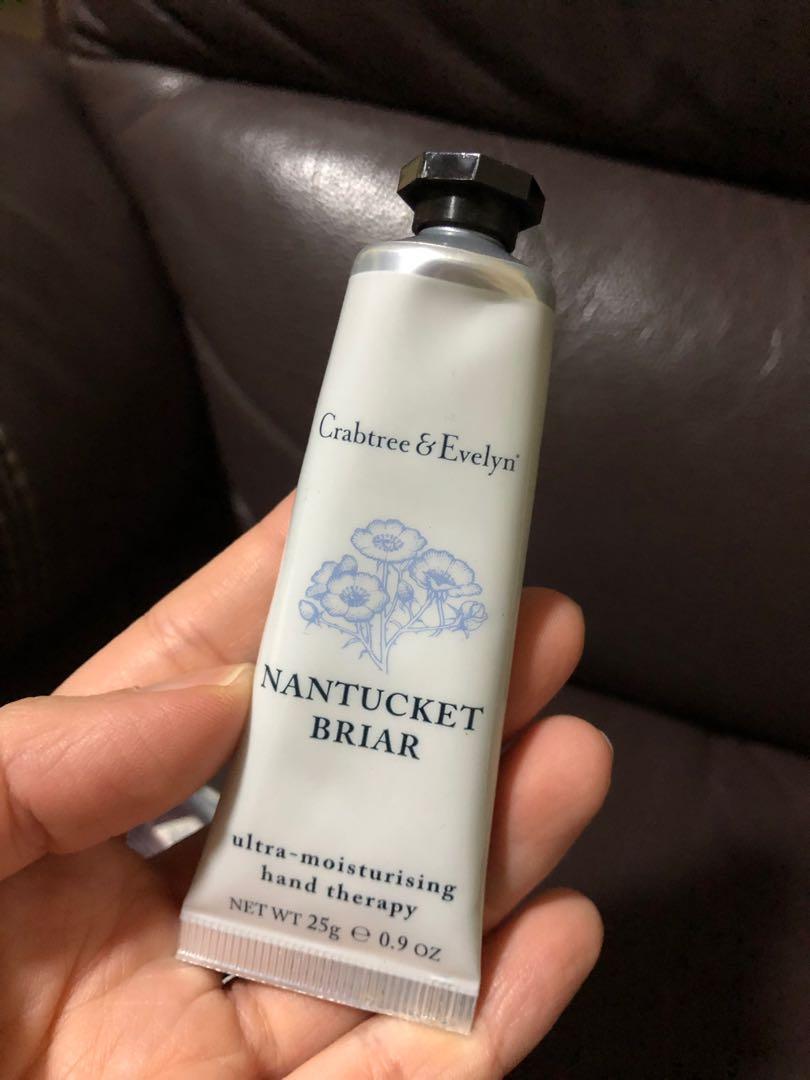 Crabtree & Evelyn®
NANTUCKET
BRIAR
ultra-moisturising
hand therapy
NET WT 25g ℮ 0.9 OZ